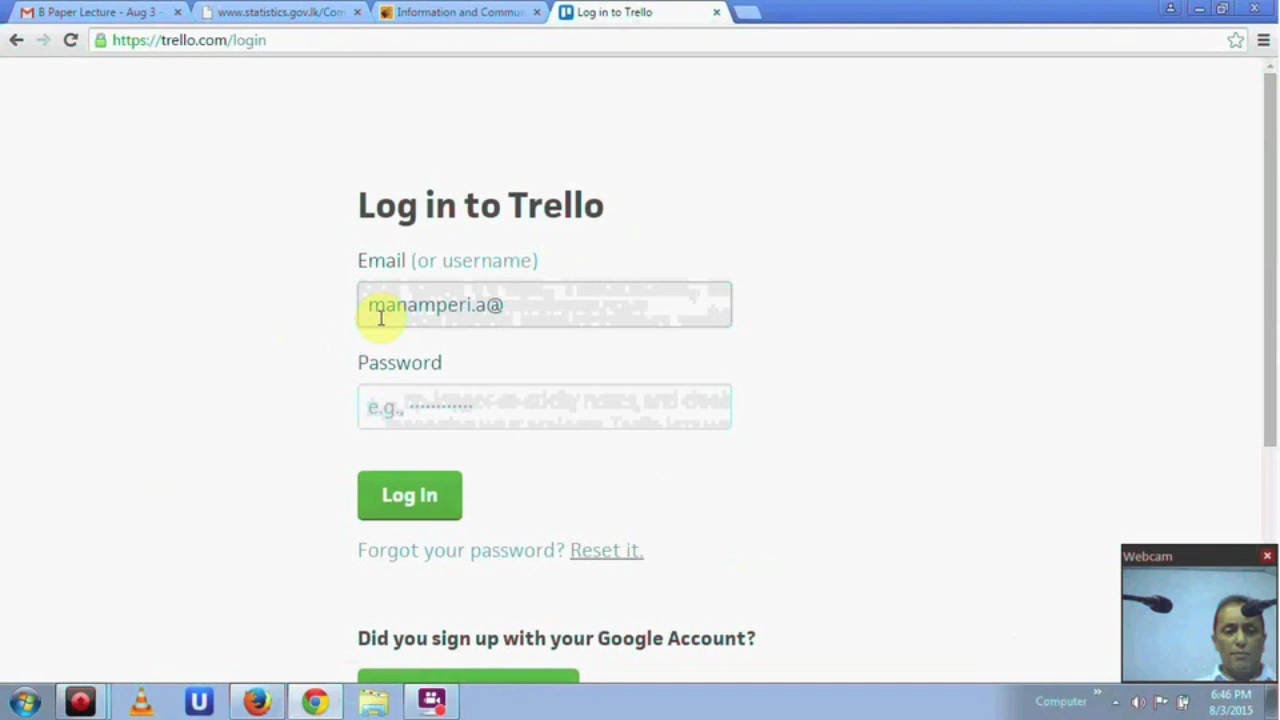 B Paper Lecture - Aug 3 -
www.statistics.gov.lk/Com
Information and Commun
Log in to Trello
https://trello.com/login
Log in to Trello
Email (or username)
manamperi.a@
Password
e.g., ••••••••••••
Log In
Forgot your password? Reset it.
Did you sign up with your Google Account?
Webcam
Computer
6:46 PM
8/3/2015